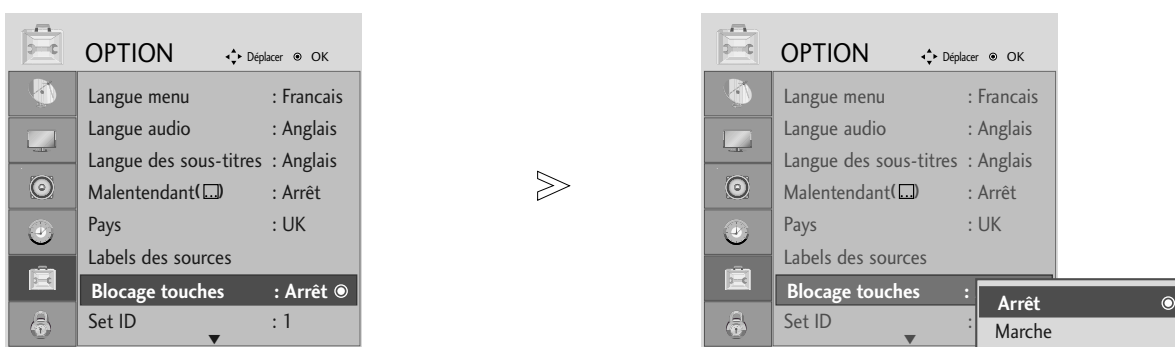 OPTION Déplacer OK
Langue menu : Francais
Langue audio : Anglais
Langue des sous-titres : Anglais
Malentendant( ) : Arrêt
Pays : UK
Labels des sources
Blocage touches : Arrêt
Set ID : 1
OPTION Déplacer OK
Langue menu : Francais
Langue audio : Anglais
Langue des sous-titres : Anglais
Malentendant( ) : Arrêt
Pays : UK
Labels des sources
Blocage touches :
Arrêt
Set ID :
Marche